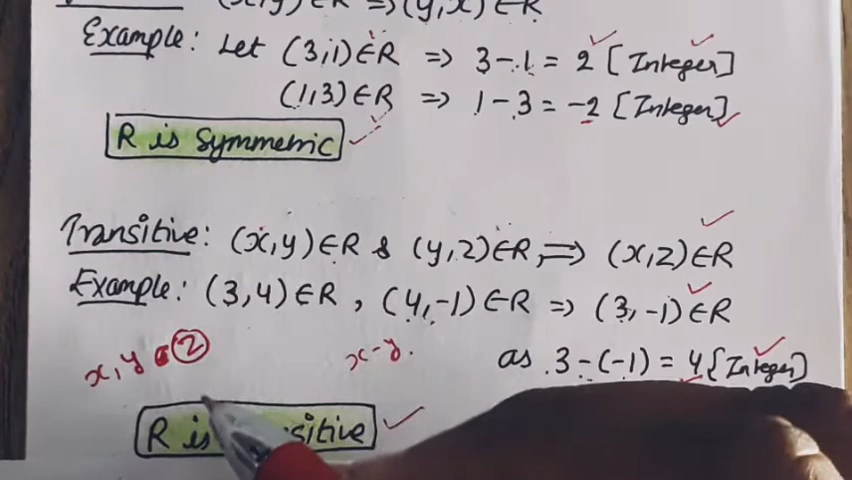 (x,y)∈R ⇒ (y,x)∈R
Example: Let (3,1)∈R ⇒ 3-1 = 2 [Integer]
(1,3)∈R ⇒ 1-3 = -2 [Integer]
R is Symmetric
Transitive: (x,y)∈R & (y,z)∈R, ⇒ (x,z)∈R
Example: (3,4)∈R, (4,-1)∈R ⇒ (3,-1)∈R
x,y 2 x-y. as 3-(-1) = 4 [Integer]
R is